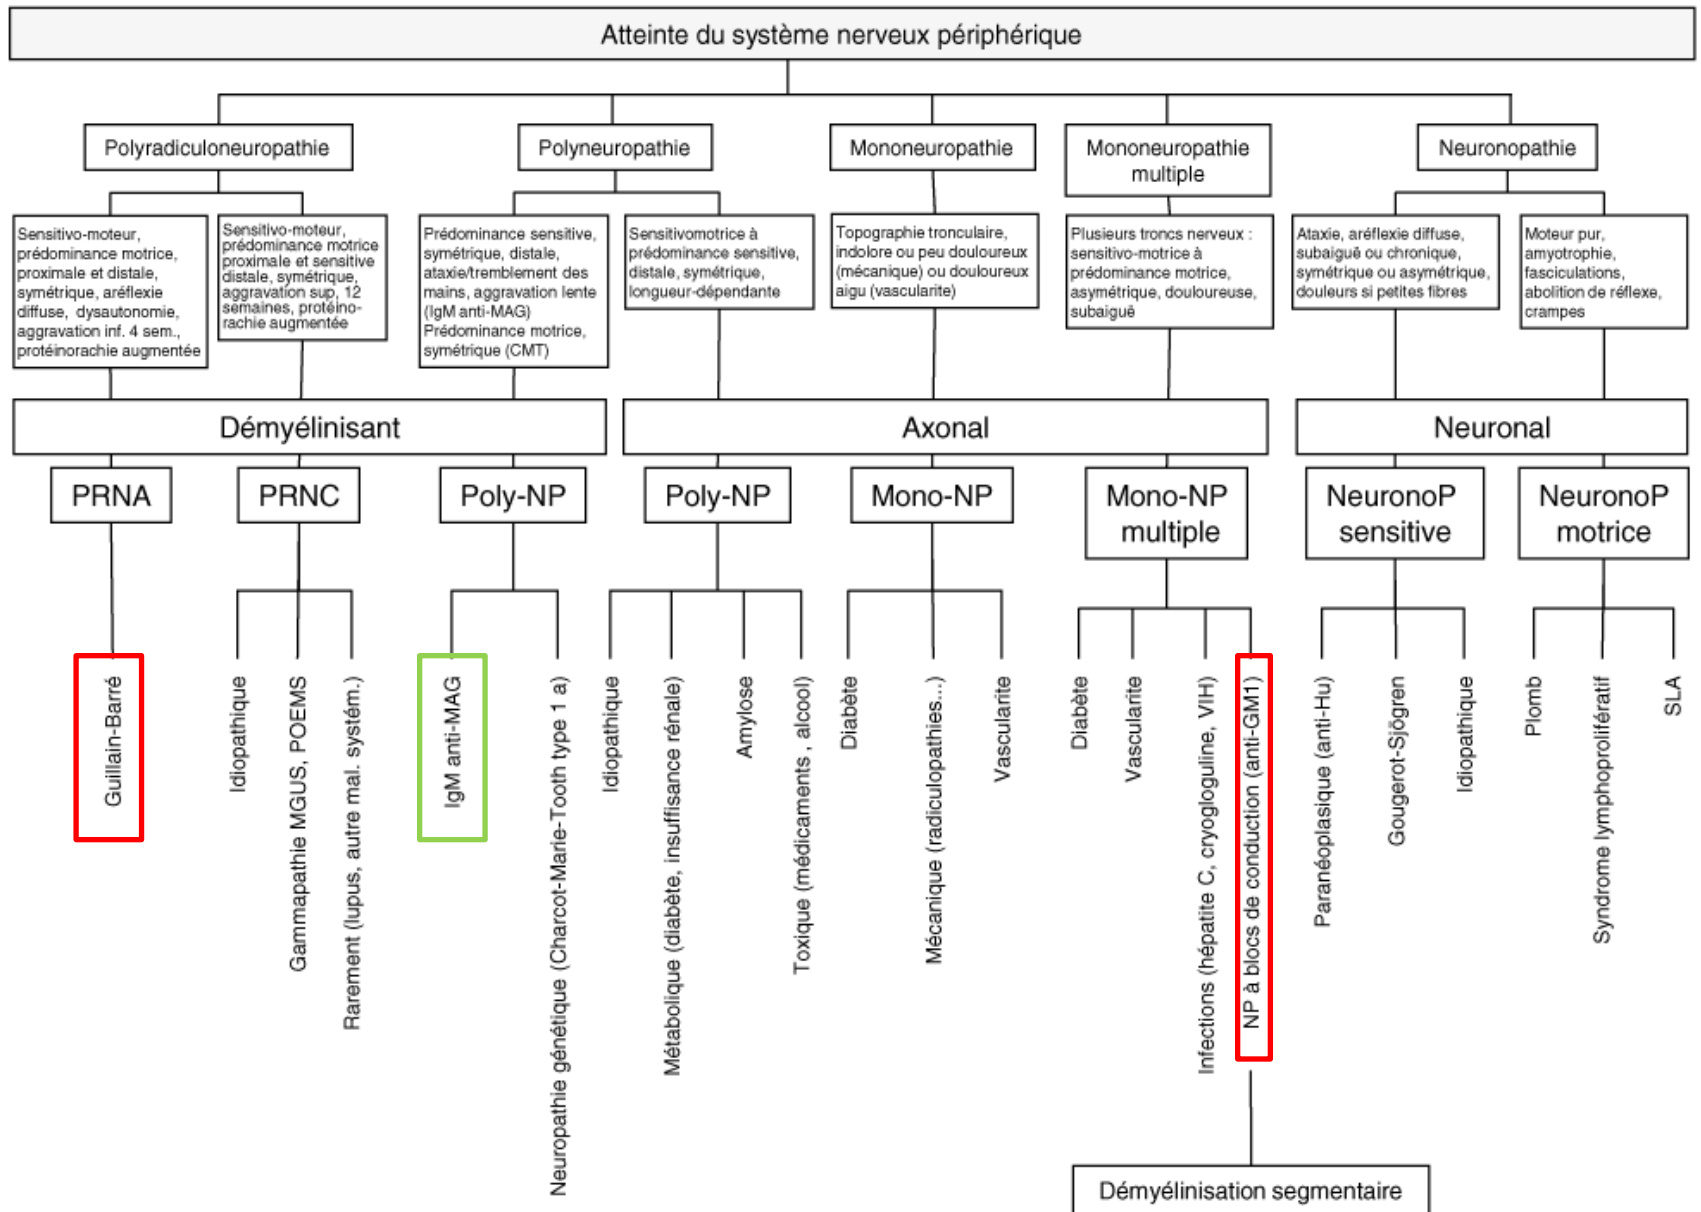 Atteinte du système nerveux périphérique
Polyradiculoneuropathie
Polyneuropathie
Mononeuropathie
Mononeuropathie
multiple
Neuronopathie
Sensitivo-moteur,
prédominance motrice,
proximale et distale,
symétrique, aréflexie
diffuse, dysautonomie,
aggravation inf. 4 sem.,
protéinorachie augmentée
Sensitivo-moteur,
prédominance motrice
proximale et sensitive
distale, symétrique,
aggravation sup, 12
semaines, protéino-
rachie augmentée
Prédominance sensitive,
symétrique, distale,
ataxie/tremblement des
mains, aggravation lente
(IgM anti-MAG)
Prédominance motrice,
symétrique (CMT)
Sensitivomotrice à
prédominance sensitive,
distale, symétrique,
longueur-dépendante
Topographie tronculaire,
indolore ou peu douloureux
(mécanique) ou douloureux
aigu (vascularite)
Plusieurs troncs nerveux :
sensitivo-motrice à
prédominance motrice,
asymétrique, douloureuse,
subaiguë
Ataxie, aréflexie diffuse,
subaiguë ou chronique,
symétrique ou asymétrique,
douleurs si petites fibres
Moteur pur,
amyotrophie,
fasciculations,
abolition de réflexe,
crampes
Démyélinisant
Axonal
Neuronal
PRNA
PRNC
Poly-NP
Poly-NP
Mono-NP
Mono-NP
multiple
NeuronoP
sensitive
NeuronoP
motrice
Guillain-Barré
Idiopathique
Gammapathie MGUS, POEMS
Rarement (lupus, autre mal. systém.)
IgM anti-MAG
Neuropathie génétique (Charcot-Marie-Tooth type 1 a)
Idiopathique
Métabolique (diabète, insuffisance rénale)
Amylose
Toxique (médicaments , alcool)
Diabète
Mécanique (radiculopathies...)
Vascularite
Diabète
Vascularite
Infections (hépatite C, cryogloguline, VIH)
NP à blocs de conduction (anti-GM1)
Paranéoplasique (anti-Hu)
Gougerot-Sjögren
Idiopathique
Plomb
Syndrome lymphoprolifératif
SLA
Démyélinisation segmentaire